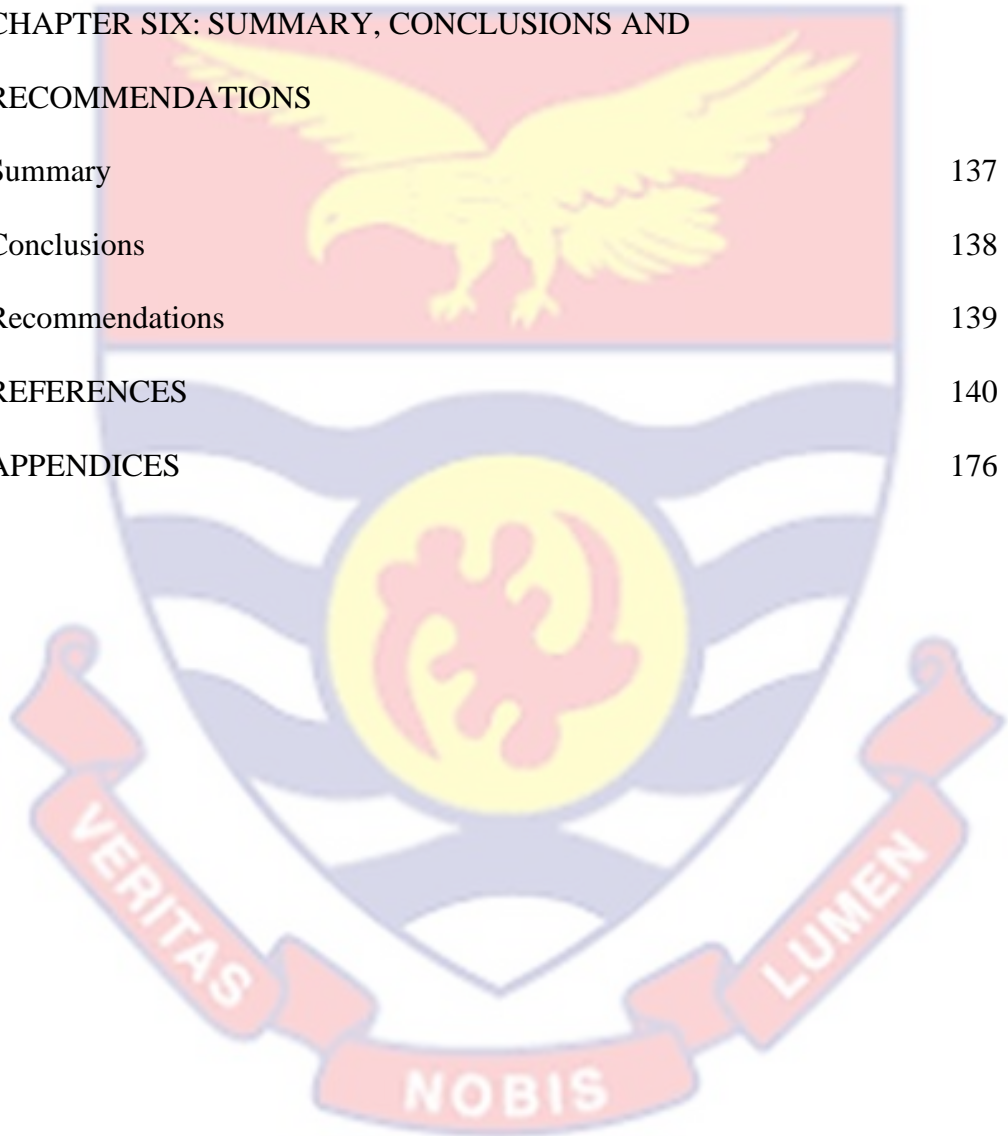 CHAPTER SIX: SUMMARY, CONCLUSIONS AND
RECOMMENDATIONS
Summary 137
Conclusions 138
Recommendations 139
REFERENCES 140
APPENDICES 176
VERITAS
NOBIS
LUMEN